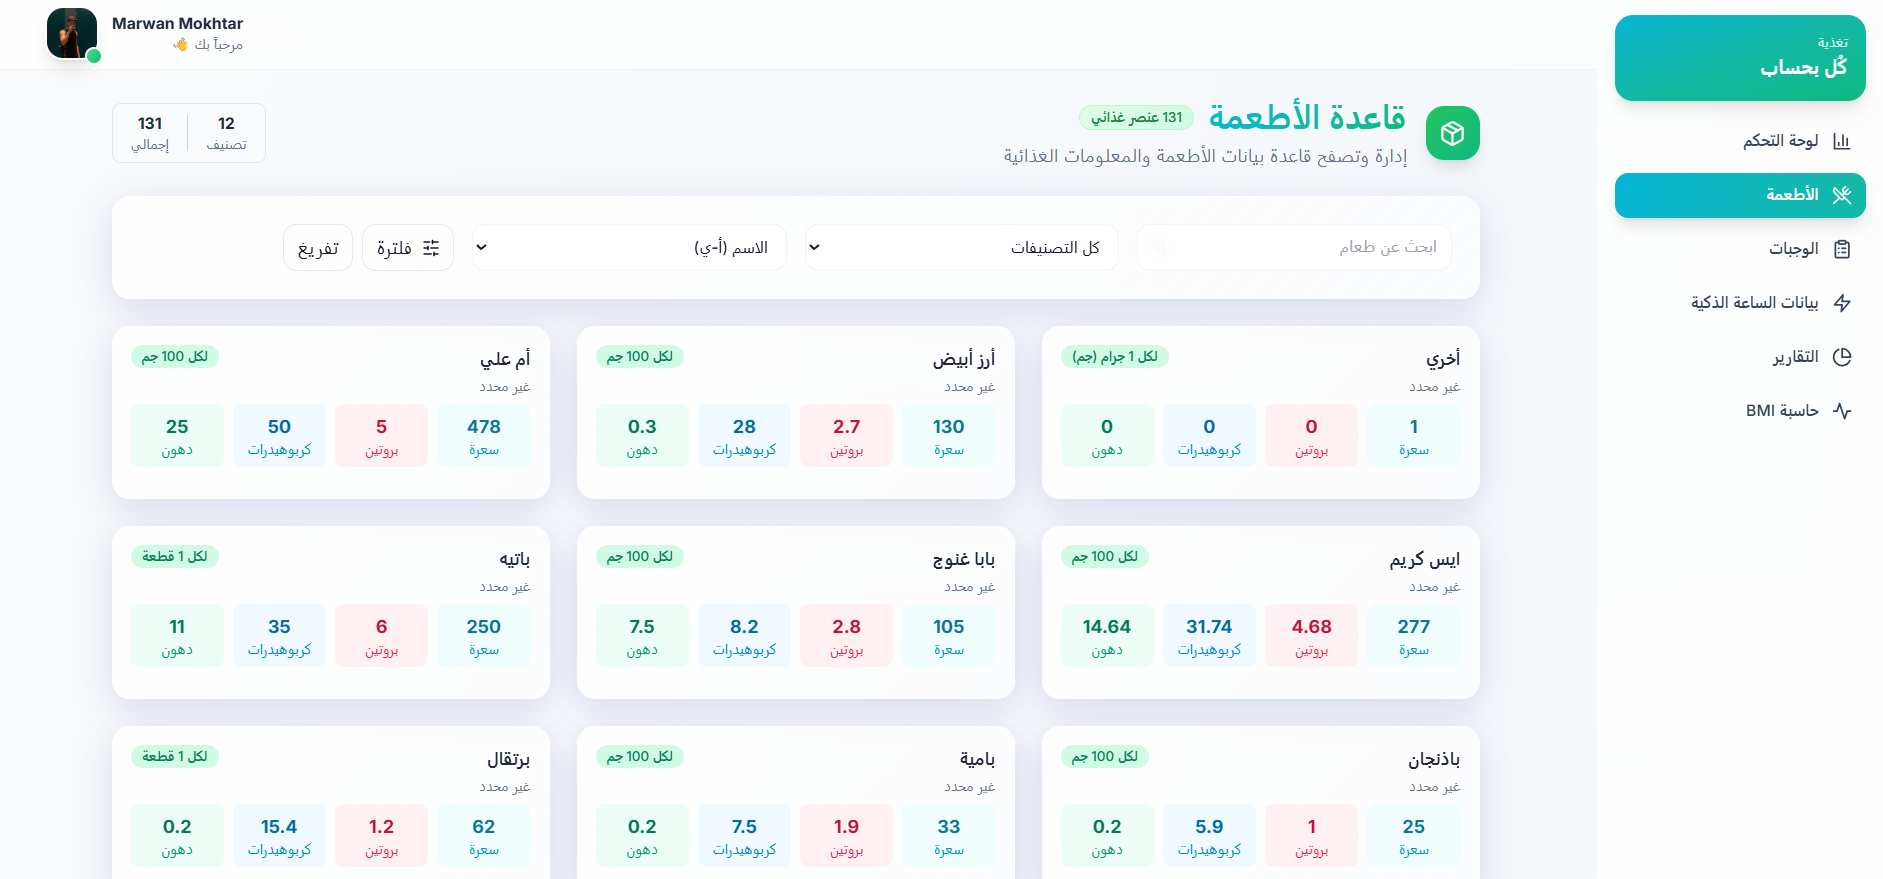 تغذية
كُل بحساب
لوحة التحكم
الأطعمة
الوجبات
بيانات الساعة الذكية
التقارير
حاسبة BMI
Marwan Mokhtar
مرحباً بك 👋
قاعدة الأطعمة
131 عنصر غذائي
إدارة وتصفح قاعدة بيانات الأطعمة والمعلومات الغذائية
12
تصنيف
131
إجمالي
ابحث عن طعام
كل التصنيفات
الاسم (أ-ي)
فلترة
تفريغ
أخري
لكل 1 جرام (جم)
غير محدد
1
سعرة
0
بروتين
0
كربوهيدرات
0
دهون
أرز أبيض
لكل 100 جم
غير محدد
130
سعرة
2.7
بروتين
28
كربوهيدرات
0.3
دهون
أم علي
لكل 100 جم
غير محدد
478
سعرة
5
بروتين
50
كربوهيدرات
25
دهون
ايس كريم
لكل 100 جم
غير محدد
277
سعرة
4.68
بروتين
31.74
كربوهيدرات
14.64
دهون
بابا غنوج
لكل 100 جم
غير محدد
105
سعرة
2.8
بروتين
8.2
كربوهيدرات
7.5
دهون
باتيه
لكل 1 قطعة
غير محدد
250
سعرة
6
بروتين
35
كربوهيدرات
11
دهون
باذنجان
لكل 100 جم
غير محدد
25
سعرة
1
بروتين
5.9
كربوهيدرات
0.2
دهون
بامية
لكل 100 جم
غير محدد
33
سعرة
1.9
بروتين
7.5
كربوهيدرات
0.2
دهون
برتقال
لكل 1 قطعة
غير محدد
62
سعرة
1.2
بروتين
15.4
كربوهيدرات
0.2
دهون